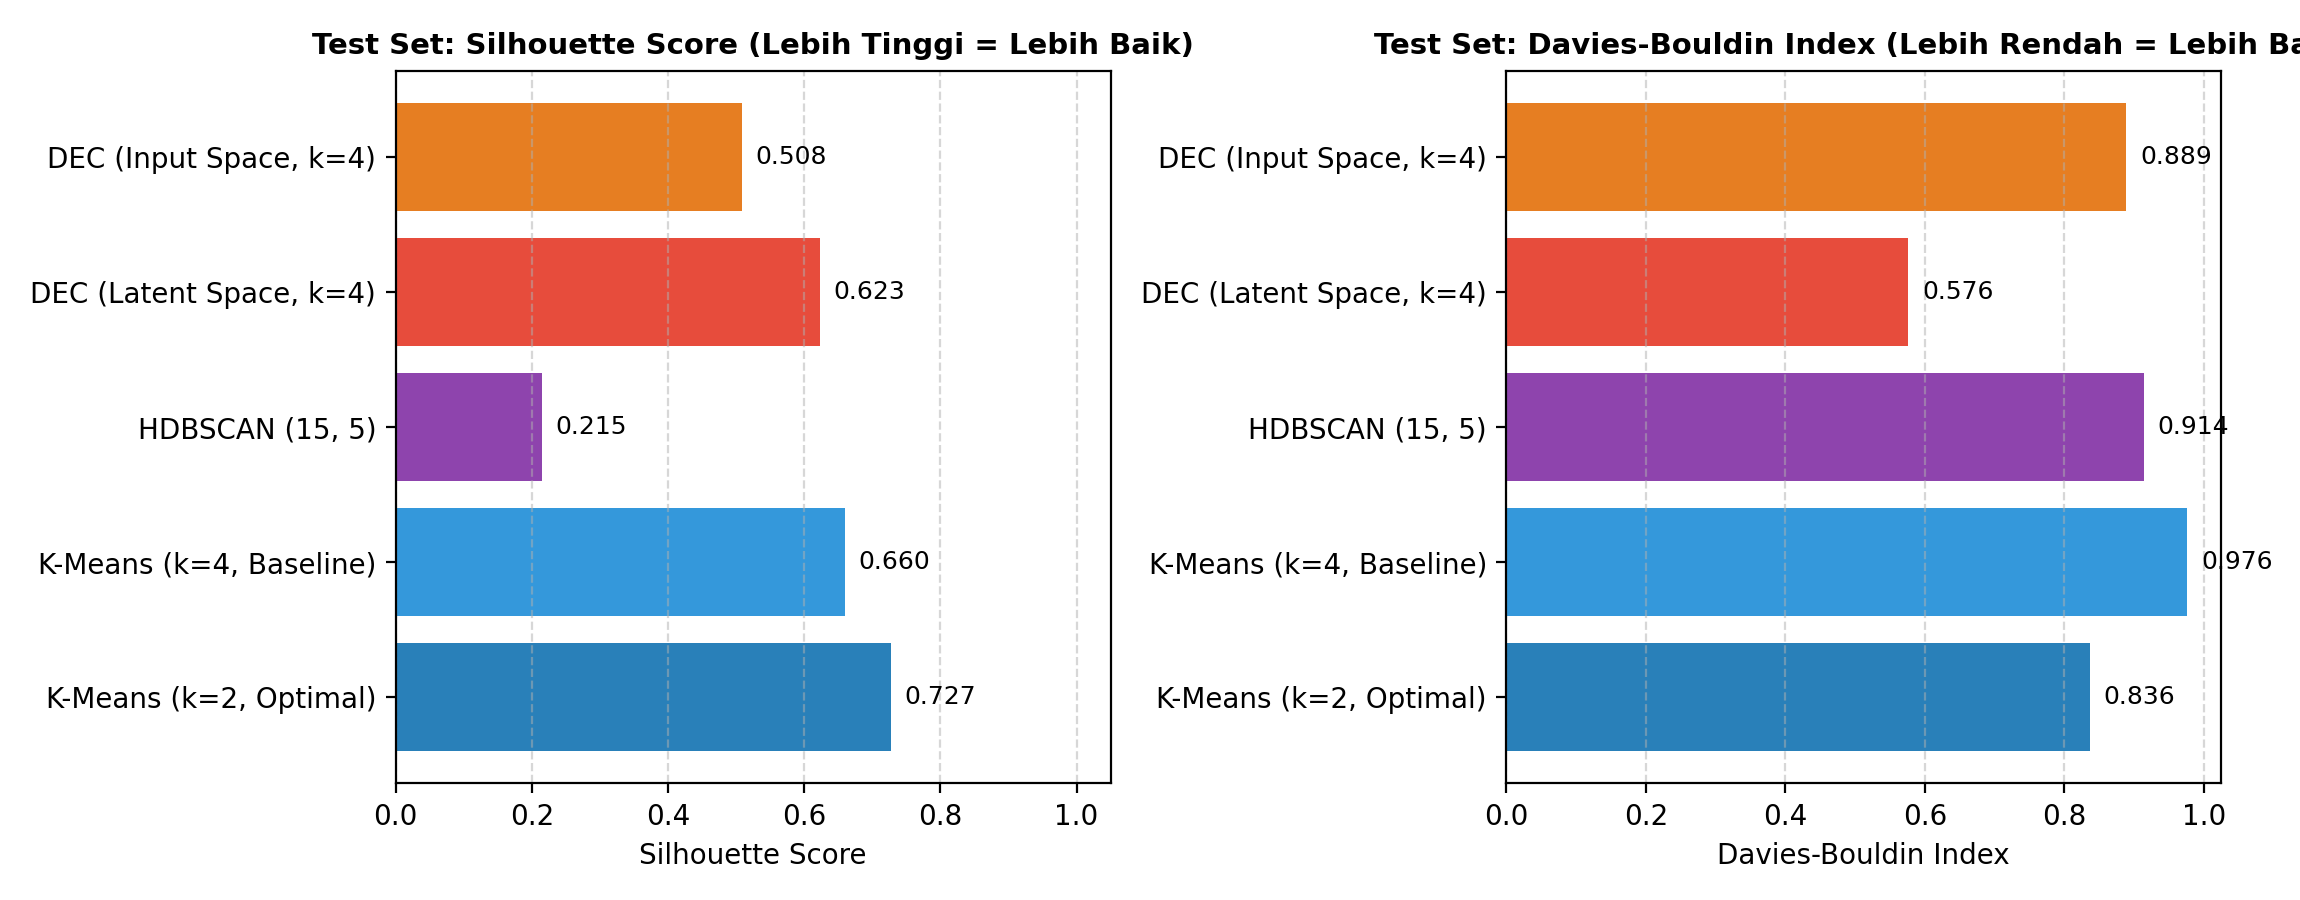 Test Set: Silhouette Score (Lebih Tinggi = Lebih Baik)
DEC (Input Space, k=4)
0.508
DEC (Latent Space, k=4)
0.623
HDBSCAN (15, 5)
0.215
K-Means (k=4, Baseline)
0.660
K-Means (k=2, Optimal)
0.727
0.0 0.2 0.4 0.6 0.8 1.0
Silhouette Score
Test Set: Davies-Bouldin Index (Lebih Rendah = Lebih Ba
DEC (Input Space, k=4)
0.889
DEC (Latent Space, k=4)
0.576
HDBSCAN (15, 5)
0.914
K-Means (k=4, Baseline)
0.976
K-Means (k=2, Optimal)
0.836
0.0 0.2 0.4 0.6 0.8 1.0
Davies-Bouldin Index